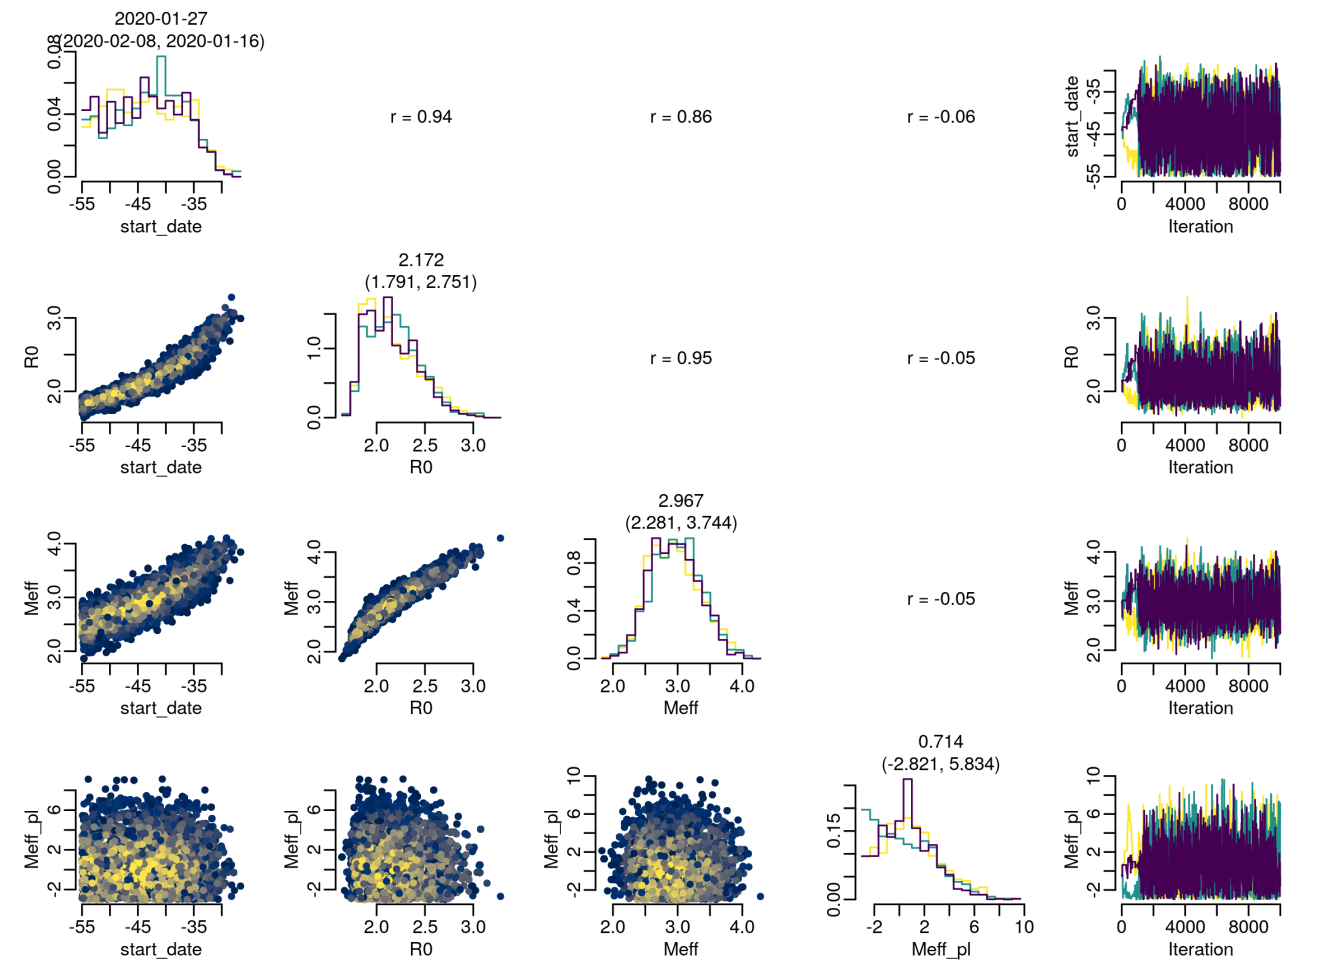 2020-01-27
(2020-02-08, 2020-01-16)
0.00 0.04 0.08
-55 -45 -35
start_date
r = 0.94
r = 0.86
r = -0.06
start_date
-55 -45 -35
0 4000 8000
Iteration
R0
2.0 3.0
-55 -45 -35
start_date
2.172
(1.791, 2.751)
0.0 1.0
2.0 2.5 3.0
R0
r = 0.95
r = -0.05
R0
2.0 3.0
0 4000 8000
Iteration
Meff
2.0 3.0 4.0
-55 -45 -35
start_date
Meff
2.0 3.0 4.0
2.0 2.5 3.0
R0
2.967
(2.281, 3.744)
0.0 0.4 0.8
2.0 3.0 4.0
Meff
r = -0.05
Meff
2.0 3.0 4.0
0 4000 8000
Iteration
Meff_pl
-2 2 6
-55 -45 -35
start_date
Meff_pl
-2 2 6
2.0 2.5 3.0
R0
Meff_pl
-2 2 6 10
2.0 3.0 4.0
Meff
0.714
(-2.821, 5.834)
0.00 0.15
-2 2 6 10
Meff_pl
Meff_pl
-2 2 6 10
0 4000 8000
Iteration